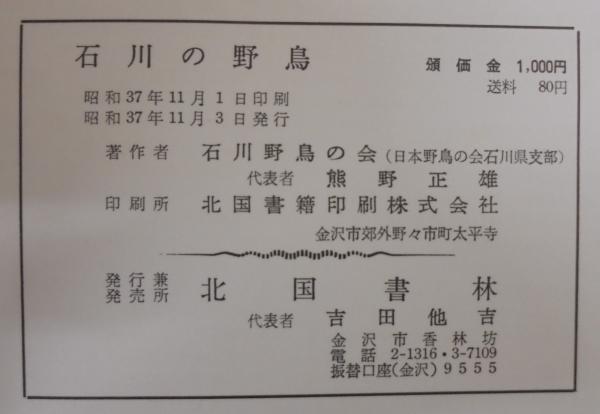 石川の野鳥
頒価金 1,000円
送料 80円
昭和37年11月1日印刷
昭和37年11月3日発行
著作者 石川野鳥の会(日本野鳥の会石川県支部)
代表者 熊野正雄
印刷所 北国書籍印刷株式会社
金沢市郊外野々市町太平寺
発行兼
発売所 北国書林
代表者 吉田他吉
金沢市香林坊
電話 2-1316・3-7109
振替口座(金沢)9555